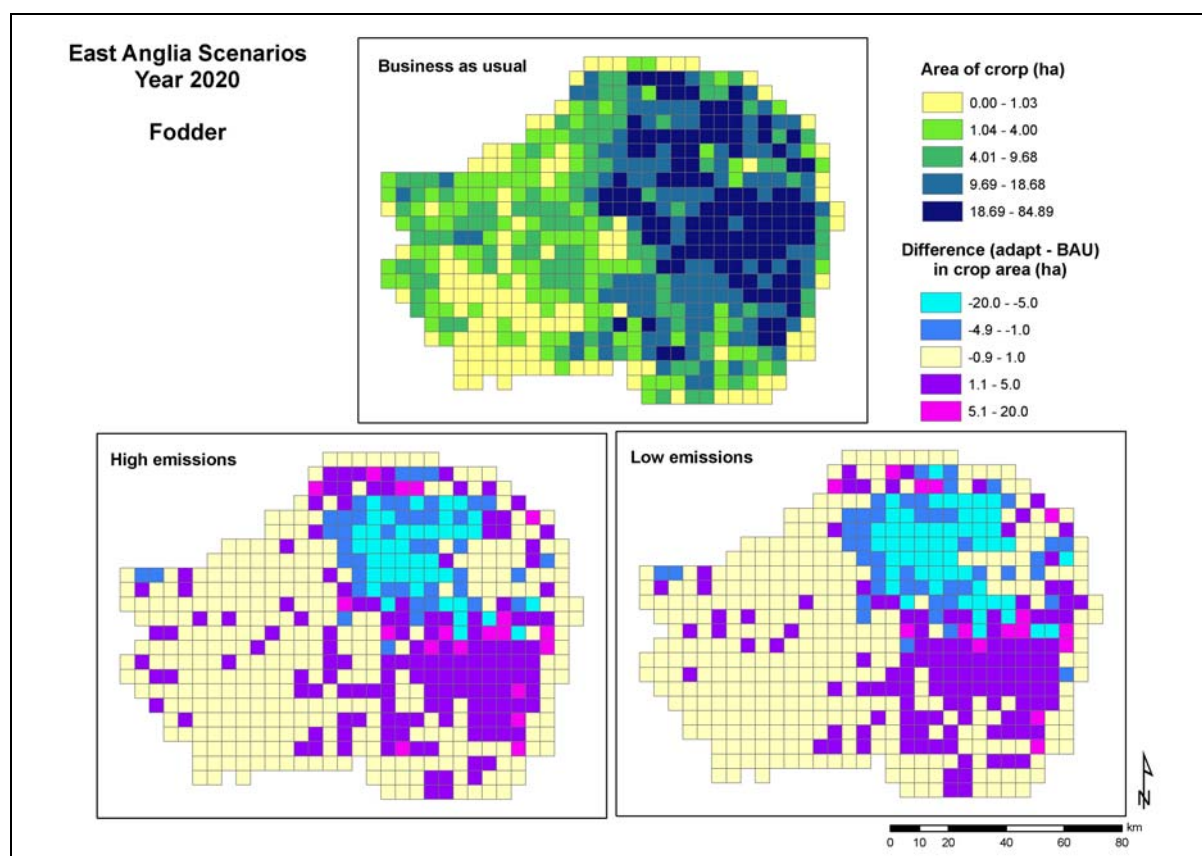 East Anglia Scenarios
Year 2020
Fodder
Business as usual
Area of crorp (ha)
0.00 - 1.03
1.04 - 4.00
4.01 - 9.68
9.69 - 18.68
18.69 - 84.89
Difference (adapt - BAU)
in crop area (ha)
-20.0 - -5.0
-4.9 - -1.0
-0.9 - 1.0
1.1 - 5.0
5.1 - 20.0
High emissions
Low emissions
N
km
0 10 20 40 60 80